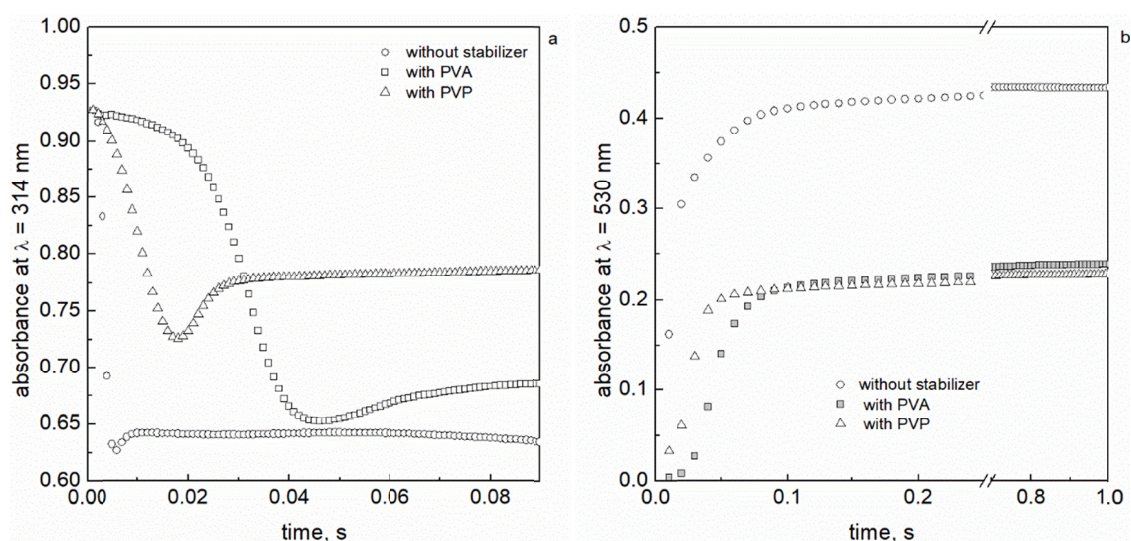 a
without stabilizer
with PVA
with PVP
1.00
0.95
0.90
0.85
0.80
0.75
0.70
0.65
0.60
absorbance at λ = 314 nm
0.00 0.02 0.04 0.06 0.08
time, s
b
0.5
0.4
0.3
0.2
0.1
0.0
absorbance at λ = 530 nm
without stabilizer
with PVA
with PVP
0.0 0.1 0.2 0.8 1.0
time, s